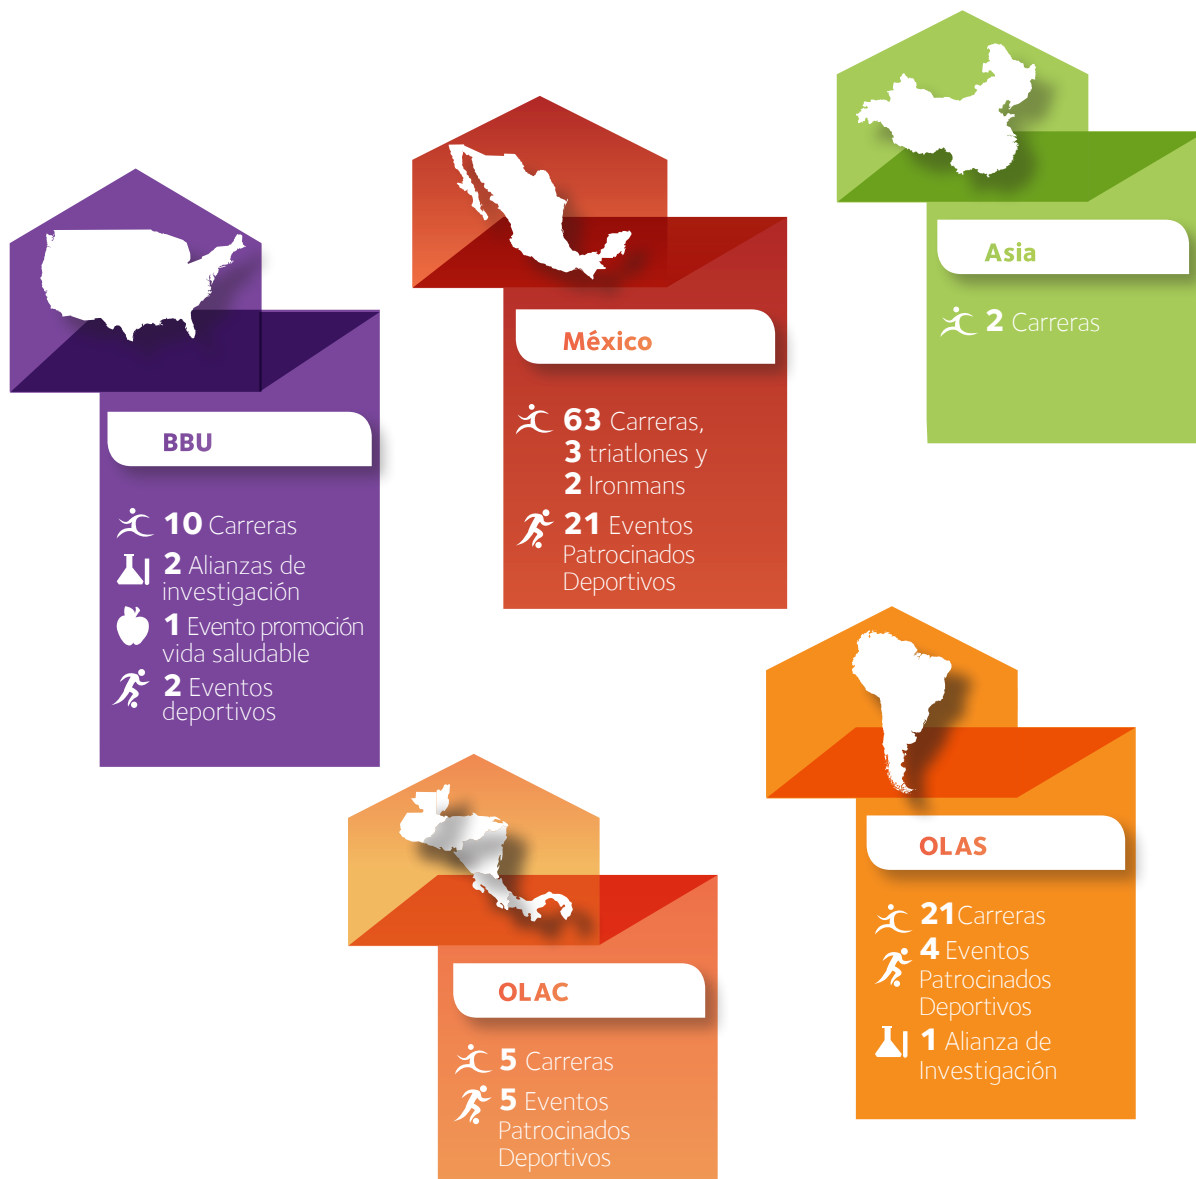 BBU
10 Carreras
2 Alianzas de
investigación
1 Evento promoción
vida saludable
2 Eventos
deportivos
México
63 Carreras,
3 triatlones y
2 Ironmans
21 Eventos
Patrocinados
Deportivos
Asia
2 Carreras
OLAC
5 Carreras
5 Eventos
Patrocinados
Deportivos
OLAS
21 Carreras
4 Eventos
Patrocinados
Deportivos
1 Alianza de
Investigación